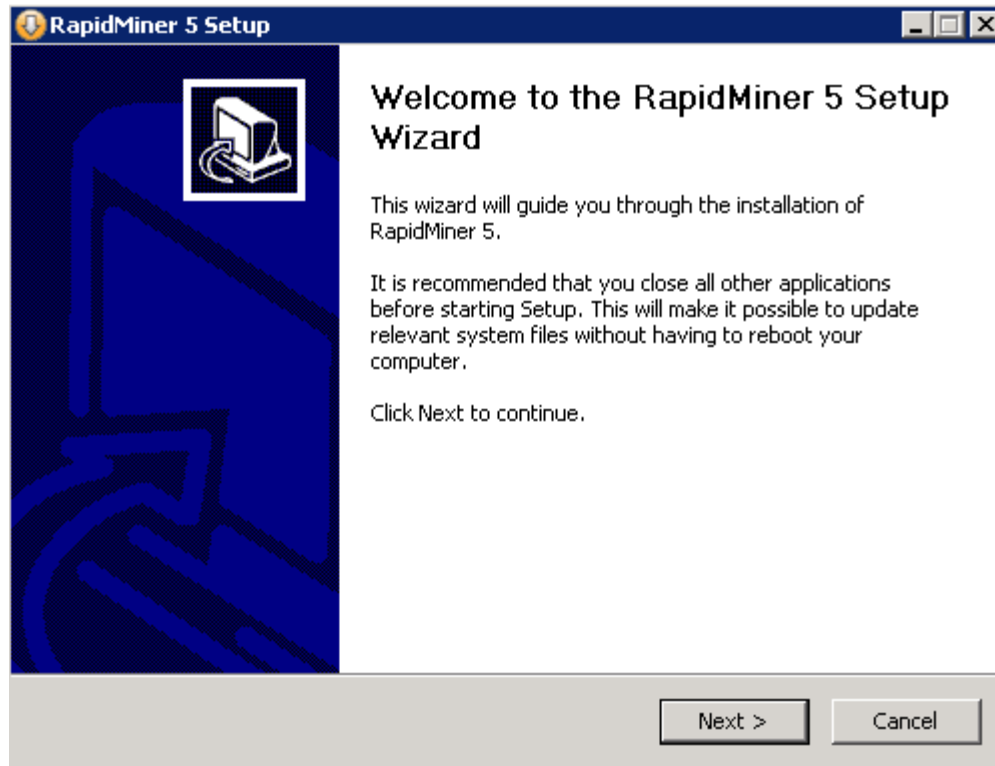 RapidMiner 5 Setup
Welcome to the RapidMiner 5 Setup
Wizard
This wizard will guide you through the installation of
RapidMiner 5.
It is recommended that you close all other applications
before starting Setup. This will make it possible to update
relevant system files without having to reboot your
computer.
Click Next to continue.
Next >
Cancel